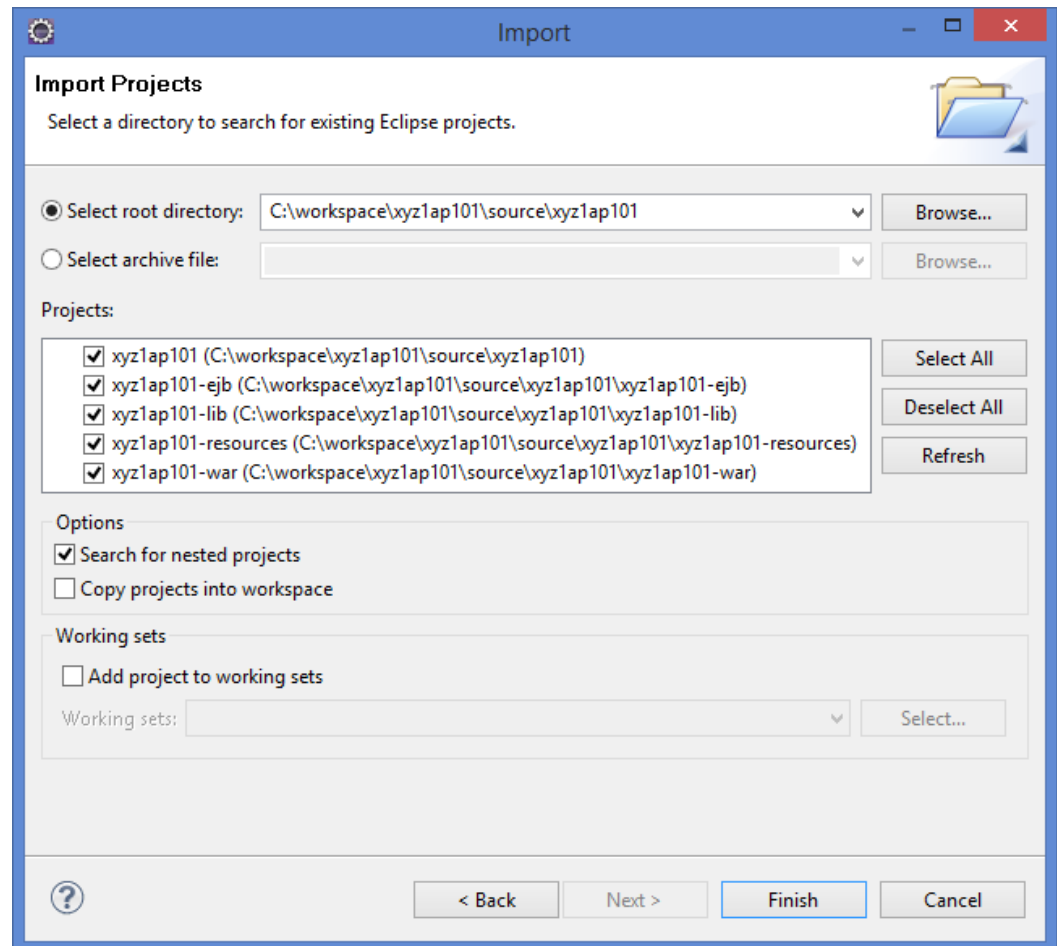 Import
Import Projects
Select a directory to search for existing Eclipse projects.
Select root directory: C:\workspace\xyz1ap101\source\xyz1ap101 Browse...
Select archive file: Browse...
Projects:
xyz1ap101 (C:\workspace\xyz1ap101\source\xyz1ap101) Select All
xyz1ap101-ejb (C:\workspace\xyz1ap101\source\xyz1ap101\xyz1ap101-ejb)
xyz1ap101-lib (C:\workspace\xyz1ap101\source\xyz1ap101\xyz1ap101-lib) Deselect All
xyz1ap101-resources (C:\workspace\xyz1ap101\source\xyz1ap101\xyz1ap101-resources) Refresh
xyz1ap101-war (C:\workspace\xyz1ap101\source\xyz1ap101\xyz1ap101-war)
Options
Search for nested projects
Copy projects into workspace
Working sets
Add project to working sets
Working sets: Select...
? < Back Next > Finish Cancel